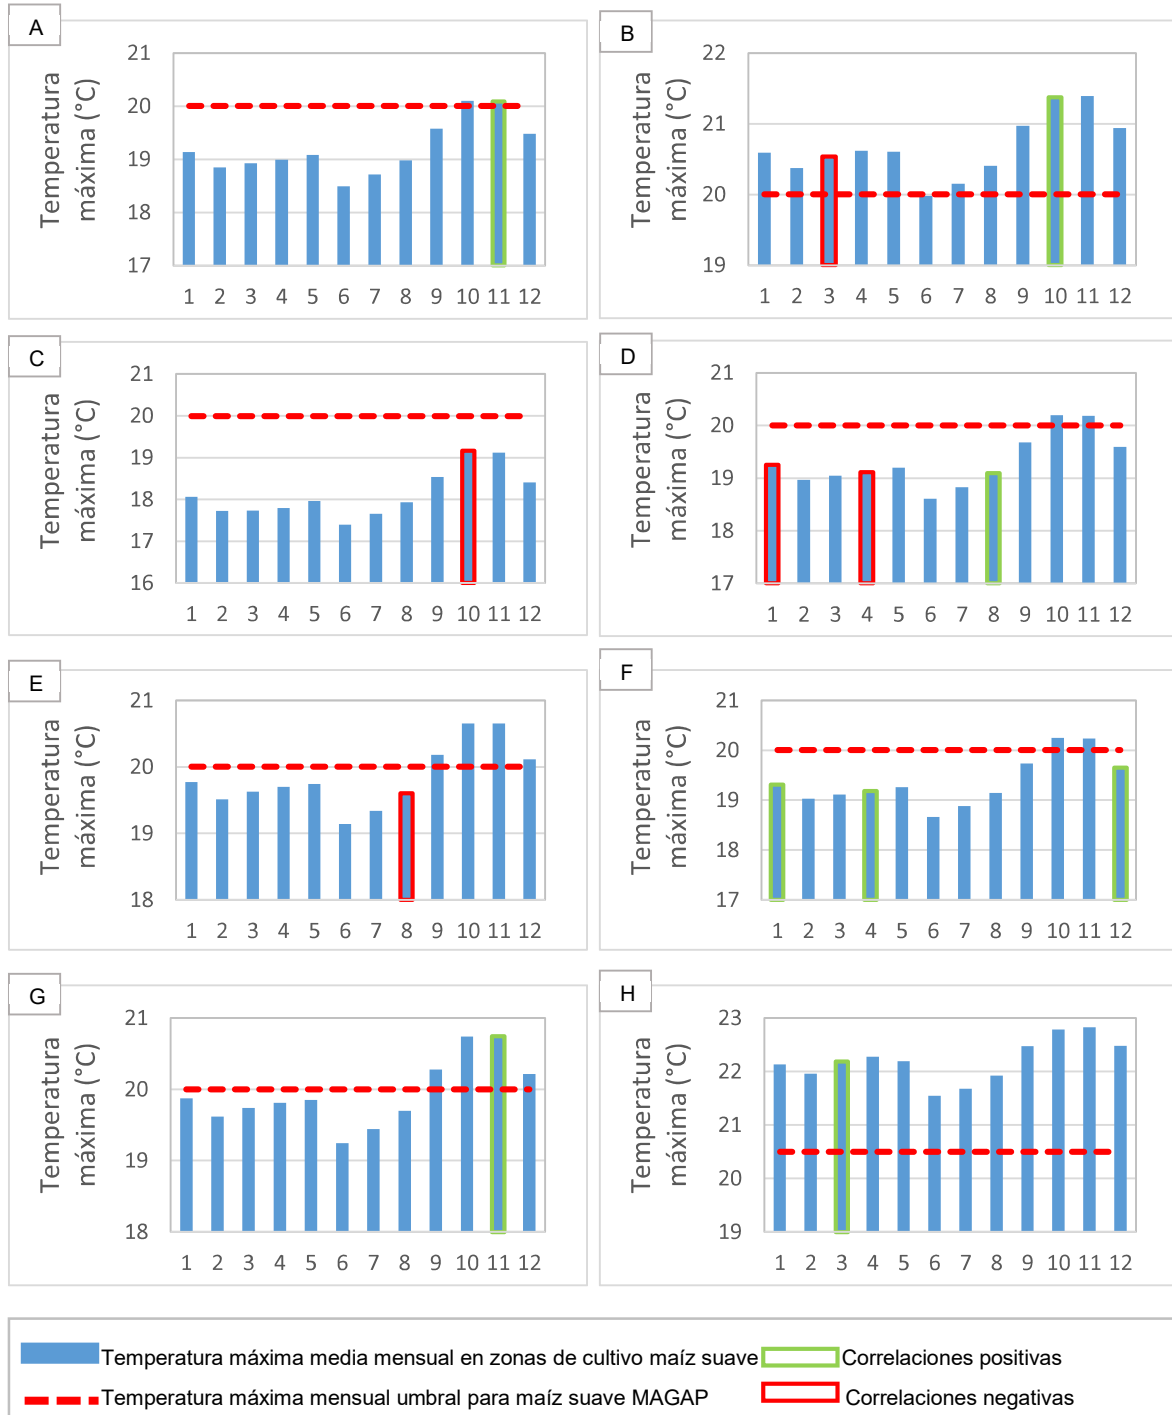 A
Temperatura
máxima (°C)
21
20
19
18
17
1 2 3 4 5 6 7 8 9 10 11 12
B
Temperatura
máxima (°C)
22
21
20
19
1 2 3 4 5 6 7 8 9 10 11 12
C
Temperatura
máxima (°C)
21
20
19
18
17
16
1 2 3 4 5 6 7 8 9 10 11 12
D
Temperatura
máxima (°C)
21
20
19
18
17
1 2 3 4 5 6 7 8 9 10 11 12
E
Temperatura
máxima (°C)
21
20
19
18
1 2 3 4 5 6 7 8 9 10 11 12
F
Temperatura
máxima (°C)
21
20
19
18
17
1 2 3 4 5 6 7 8 9 10 11 12
G
Temperatura
máxima (°C)
21
20
19
18
1 2 3 4 5 6 7 8 9 10 11 12
H
Temperatura
máxima (°C)
23
22
21
20
19
1 2 3 4 5 6 7 8 9 10 11 12
Temperatura máxima media mensual en zonas de cultivo maíz suave
Correlaciones positivas
Temperatura máxima mensual umbral para maíz suave MAGAP
Correlaciones negativas